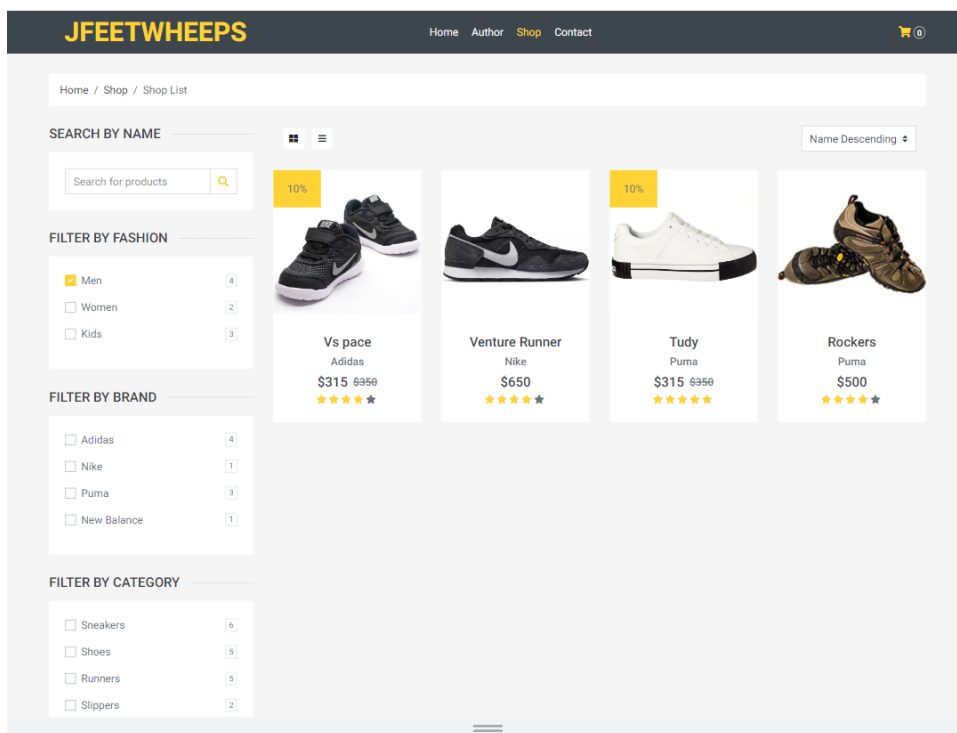 JFEETWHEEPS
Home Author Shop Contact
0
Home / Shop / Shop List
SEARCH BY NAME
Search for products
Name Descending
FILTER BY FASHION
Men 4
Women 2
Kids 3
FILTER BY BRAND
Adidas 4
Nike 1
Puma 3
New Balance 1
FILTER BY CATEGORY
Sneakers 6
Shoes 5
Runners 5
Slippers 2
10%
Vs pace
Adidas
$315 $350
Venture Runner
Nike
$650
10%
Tudy
Puma
$315 $350
Rockers
Puma
$500